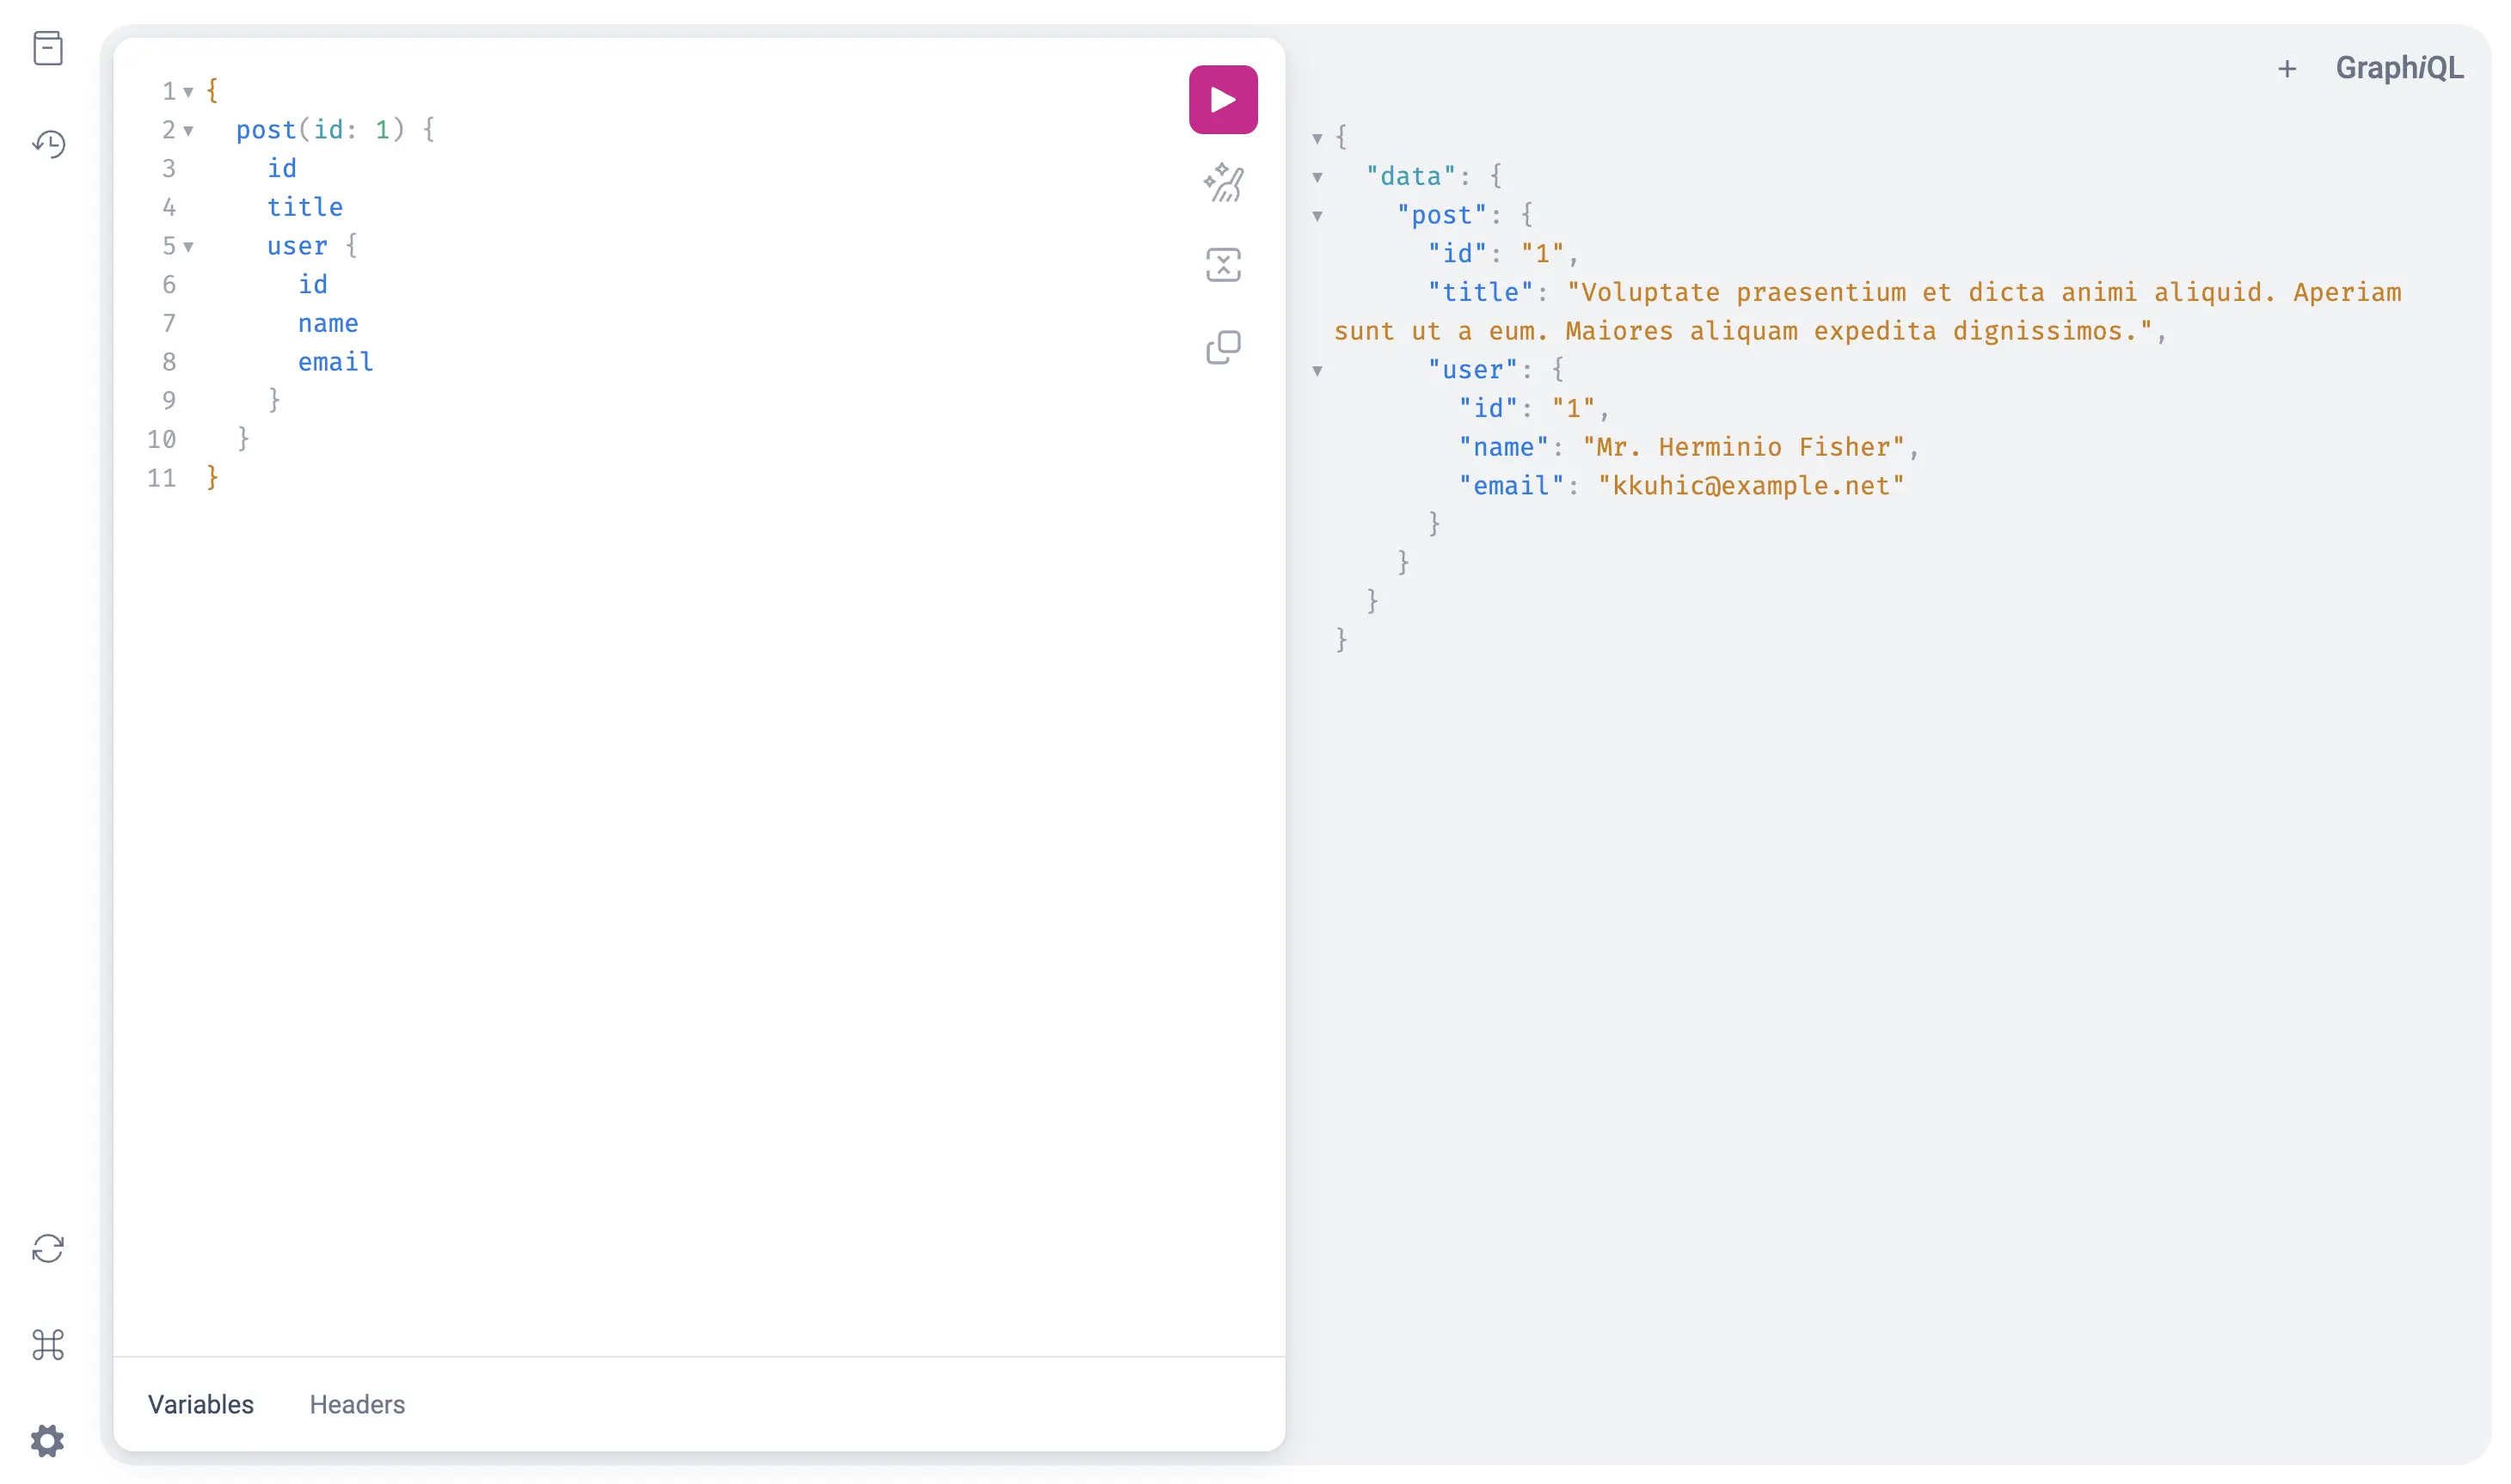 1 {
2   post(id: 1) {
3     id
4     title
5     user {
6       id
7       name
8       email
9     }
10   }
11 }
Variables Headers
+ GraphiQL
{
  "data": {
    "post": {
      "id": "1",
      "title": "Voluptate praesentium et dicta animi aliquid. Aperiam
sunt ut a eum. Maiores aliquam expedita dignissimos.",
      "user": {
        "id": "1",
        "name": "Mr. Herminio Fisher",
        "email": "kkuhic@example.net"
      }
    }
  }
}